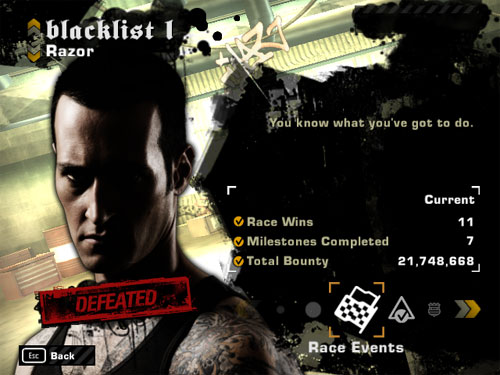 blacklist 1
Razor
You know what you've got to do.
Current
Race Wins 11
Milestones Completed 7
Total Bounty 21,748,668
DEFEATED
Race Events
Esc Back